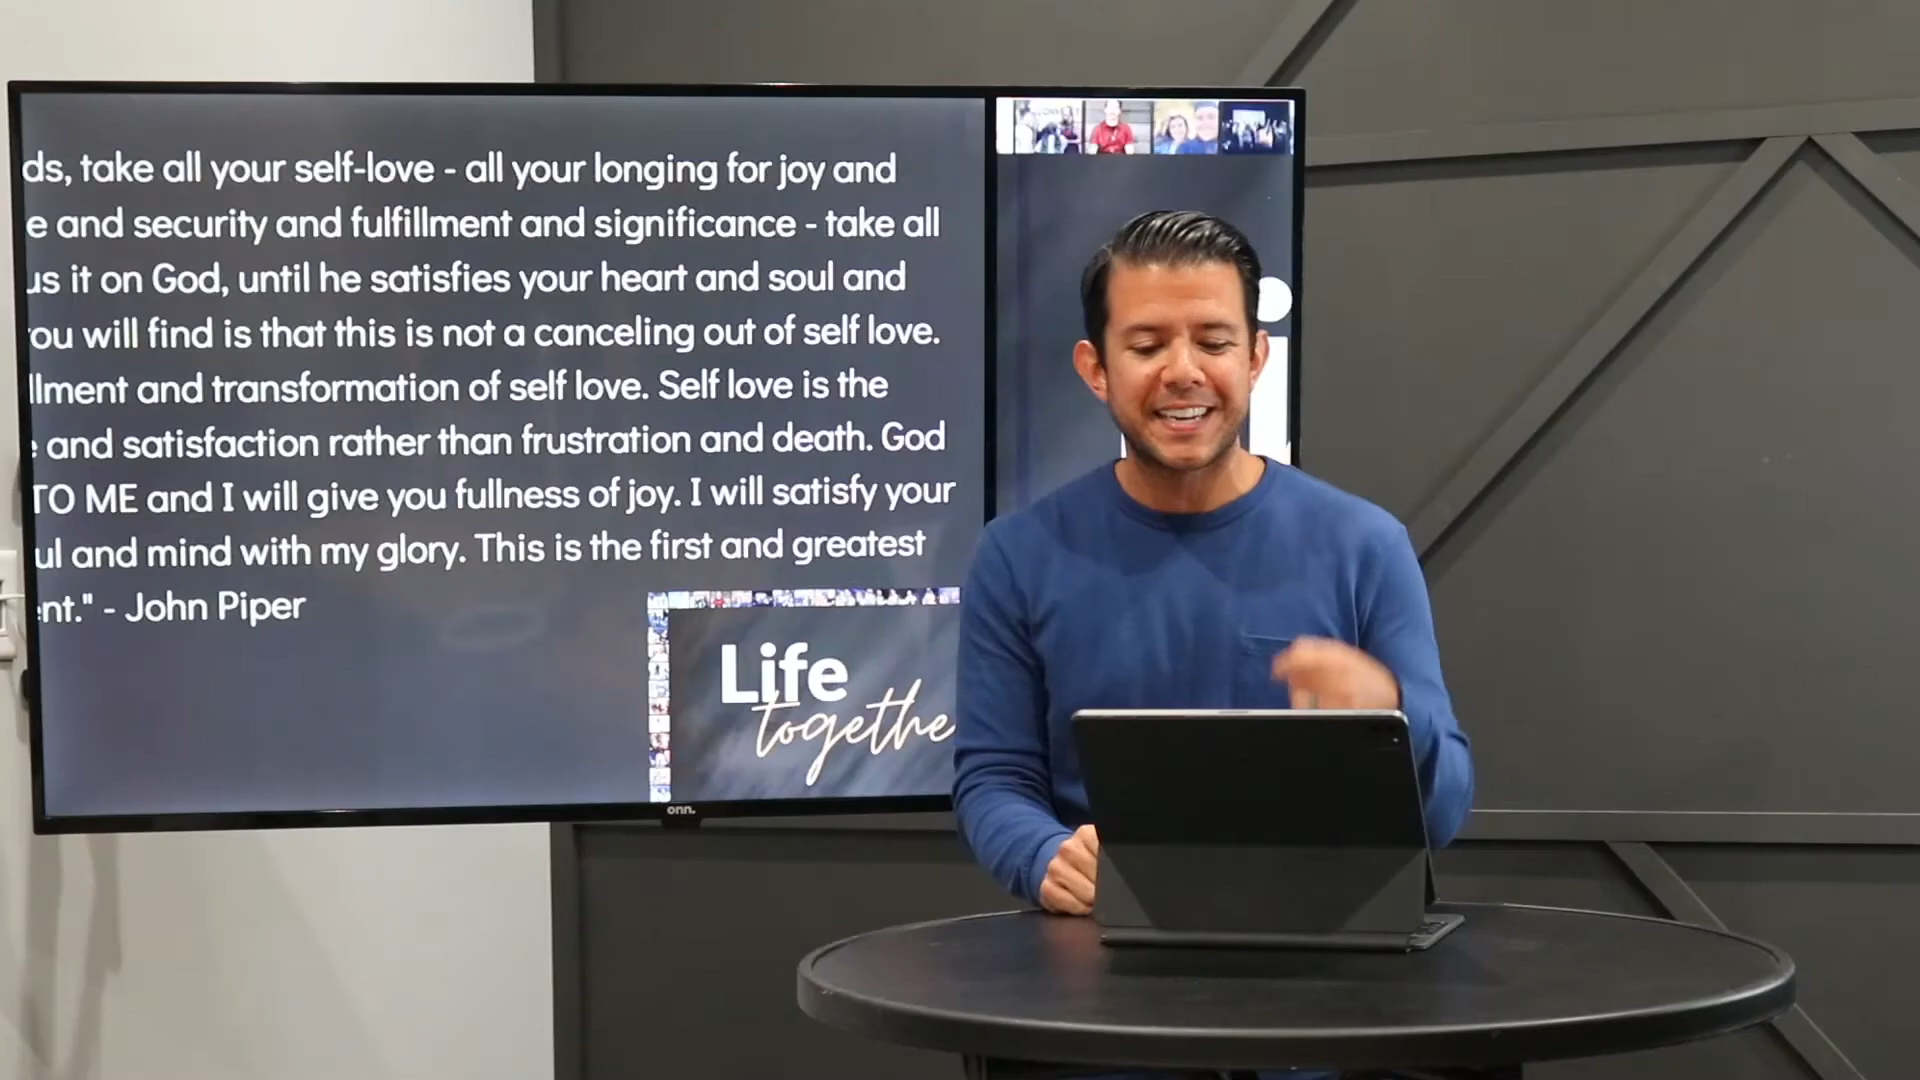 ds, take all your self-love - all your longing for joy and
e and security and fulfillment and significance - take all
us it on God, until he satisfies your heart and soul and
ou will find is that this is not a canceling out of self love.
llment and transformation of self love. Self love is the
and satisfaction rather than frustration and death. God
TO ME and I will give you fullness of joy. I will satisfy your
ul and mind with my glory. This is the first and greatest
nt." - John Piper
Life
togethe
onn.